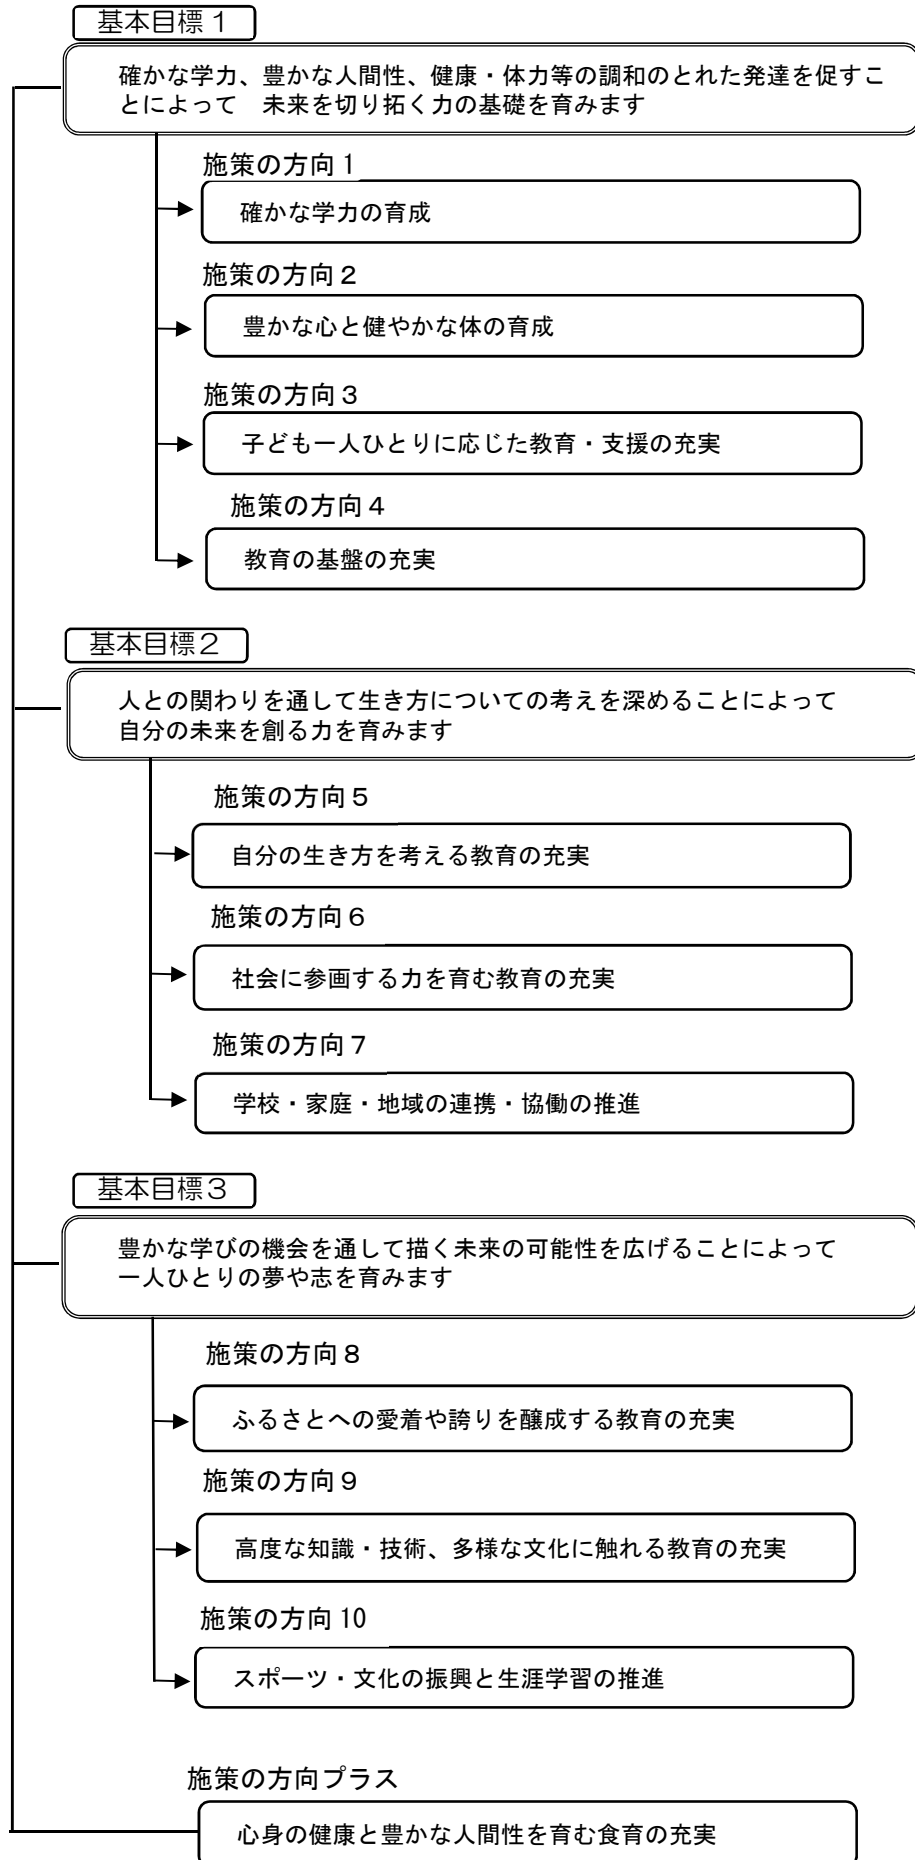 基本目標１
確かな学力、豊かな人間性、健康・体力等の調和のとれた発達を促すこ
とによって　未来を切り拓く力の基礎を育みます
施策の方向１
確かな学力の育成
施策の方向２
豊かな心と健やかな体の育成
施策の方向３
子ども一人ひとりに応じた教育・支援の充実
施策の方向４
教育の基盤の充実
基本目標２
人との関わりを通して生き方についての考えを深めることによって
自分の未来を創る力を育みます
施策の方向５
自分の生き方を考える教育の充実
施策の方向６
社会に参画する力を育む教育の充実
施策の方向７
学校・家庭・地域の連携・協働の推進
基本目標３
豊かな学びの機会を通して描く未来の可能性を広げることによって
一人ひとりの夢や志を育みます
施策の方向８
ふるさとへの愛着や誇りを醸成する教育の充実
施策の方向９
高度な知識・技術、多様な文化に触れる教育の充実
施策の方向 10
スポーツ・文化の振興と生涯学習の推進
施策の方向プラス
心身の健康と豊かな人間性を育む食育の充実